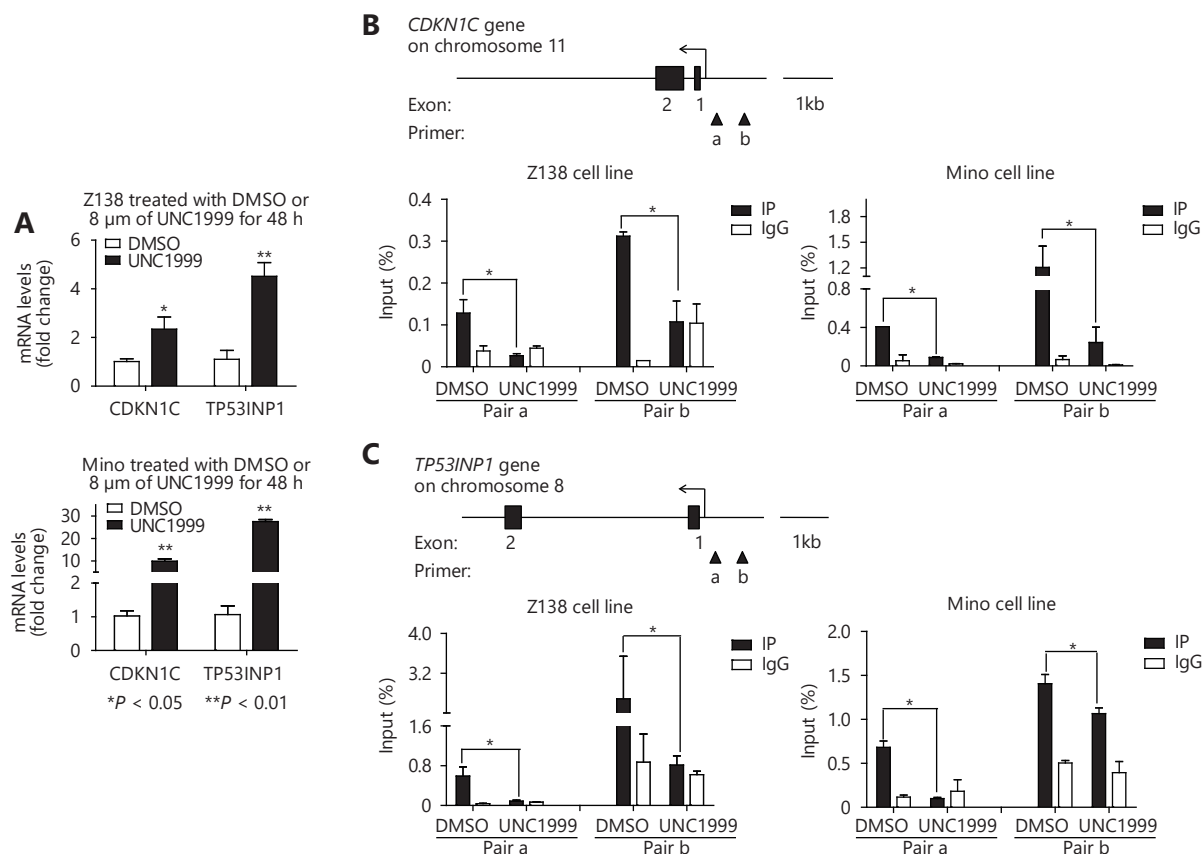 A
Z138 treated with DMSO or
8 μm of UNC1999 for 48 h
DMSO
UNC1999
mRNA levels
(fold change)
6
4
2
0
*
**
CDKN1C TP53INP1
Mino treated with DMSO or
8 μm of UNC1999 for 48 h
DMSO
UNC1999
mRNA levels
(fold change)
30
20
10
2
1
0
**
**
CDKN1C TP53INP1
*P < 0.05 **P < 0.01
B
CDKN1C gene
on chromosome 11
Exon: 2 1 1kb
Primer: a b
Z138 cell line
IP
IgG
Input (%)
0.4
0.3
0.2
0.1
0
*
*
DMSO UNC1999 DMSO UNC1999
Pair a Pair b
Mino cell line
IP
IgG
Input (%)
1.8
1.5
1.2
0.8
0.4
0
*
*
DMSO UNC1999 DMSO UNC1999
Pair a Pair b
C
TP53INP1 gene
on chromosome 8
Exon: 2 1 1kb
Primer: a b
Z138 cell line
IP
IgG
Input (%)
4.0
3.2
1.6
0.8
0
*
*
DMSO UNC1999 DMSO UNC1999
Pair a Pair b
Mino cell line
IP
IgG
Input (%)
2.0
1.5
1.0
0.5
0
*
*
DMSO UNC1999 DMSO UNC1999
Pair a Pair b